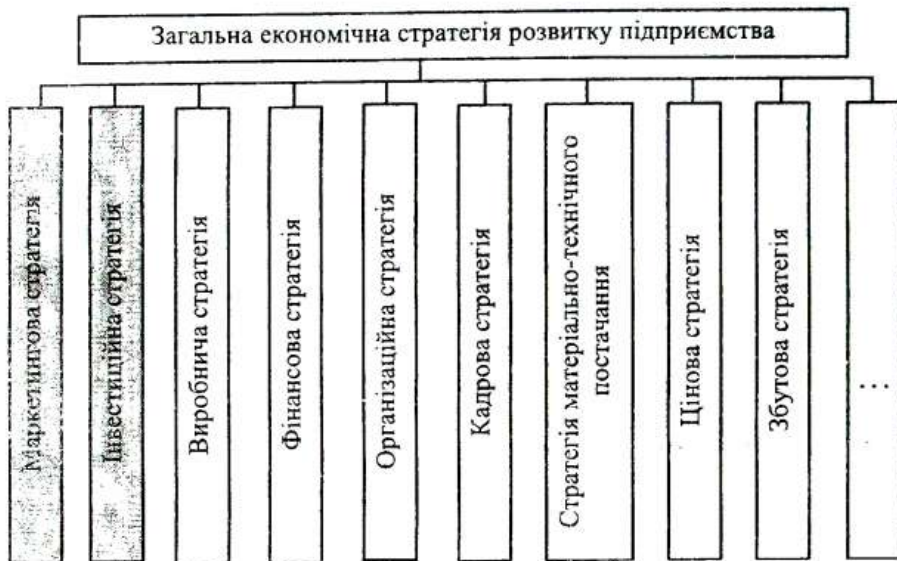 Загальна економічна стратегія розвитку підприємства
Маркетингова стратегія
Інвестиційна стратегія
Виробнича стратегія
Фінансова стратегія
Організаційна стратегія
Кадрова стратегія
Стратегія матеріально-технічного
постачання
Цінова стратегія
Збутова стратегія
...